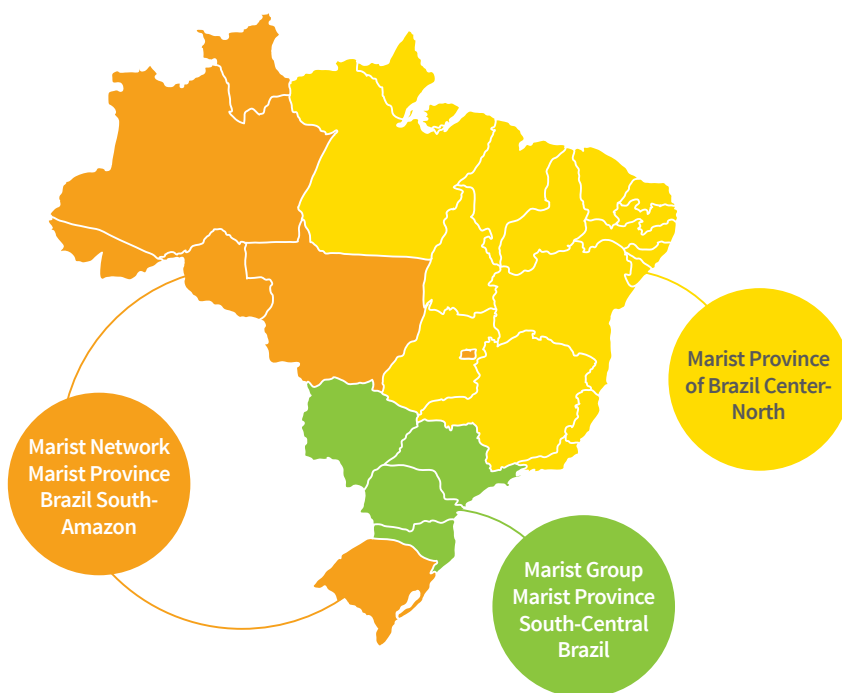 Marist Province
of Brazil Center-
North
Marist Network
Marist Province
Brazil South-
Amazon
Marist Group
Marist Province
South-Central
Brazil